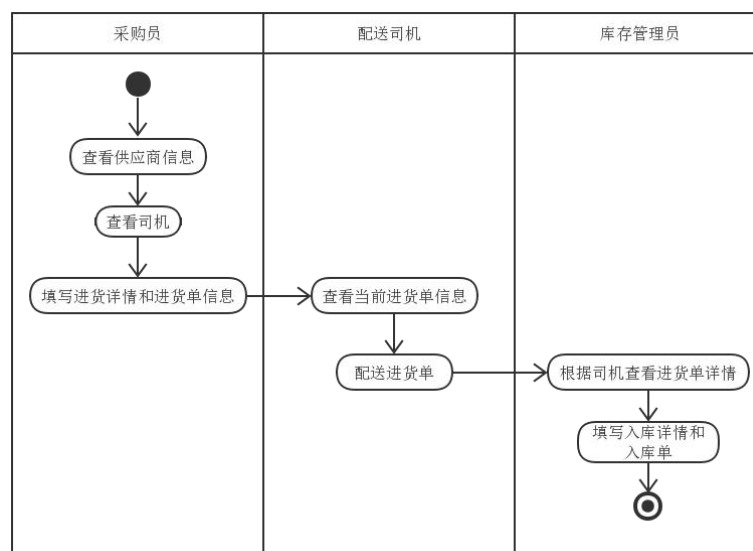 采购员
配送司机
库存管理员
查看供应商信息
查看司机
填写进货详情和进货单信息
查看当前进货单信息
配送进货单
根据司机查看进货单详情
填写入库详情和
入库单